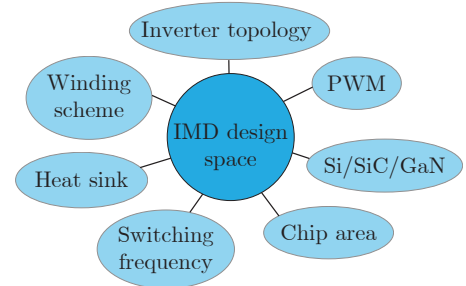 Inverter topology
PWM
Winding
scheme
IMD design
space
Si/SiC/GaN
Heat sink
Chip area
Switching
frequency